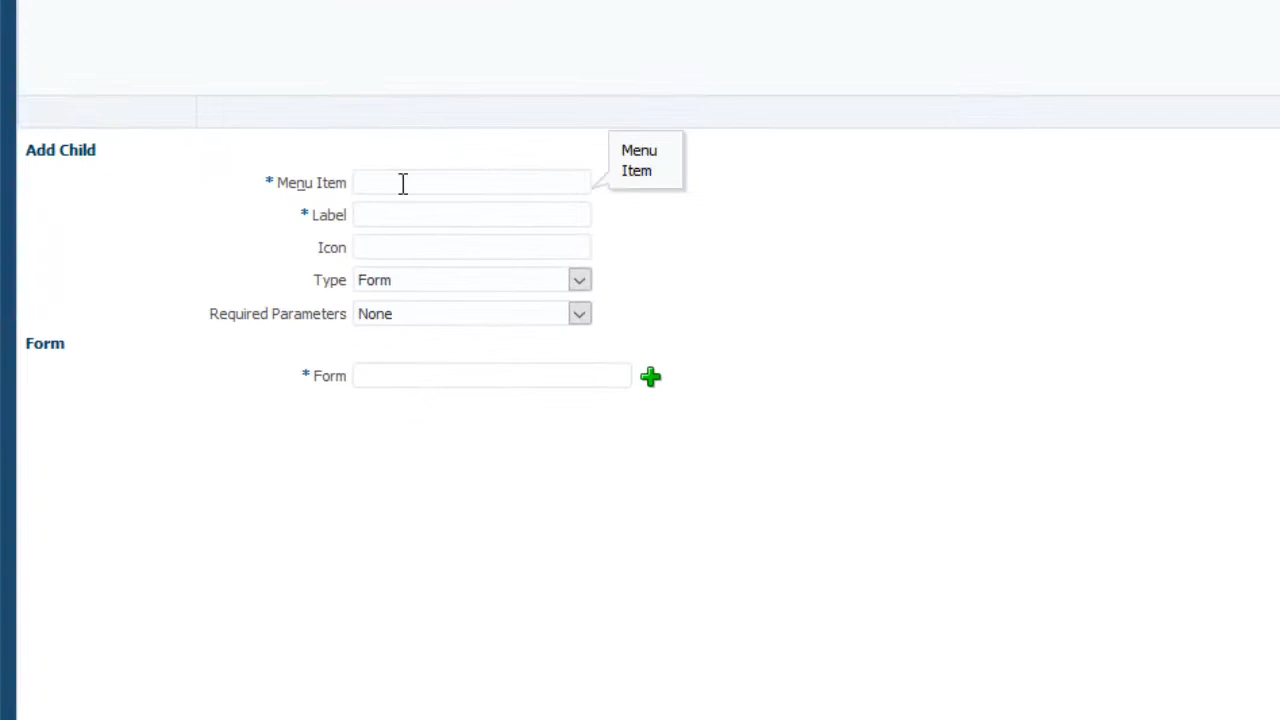 Add Child
Menu
Item
* Menu Item
* Label
Icon
Type Form
Required Parameters None
Form
* Form